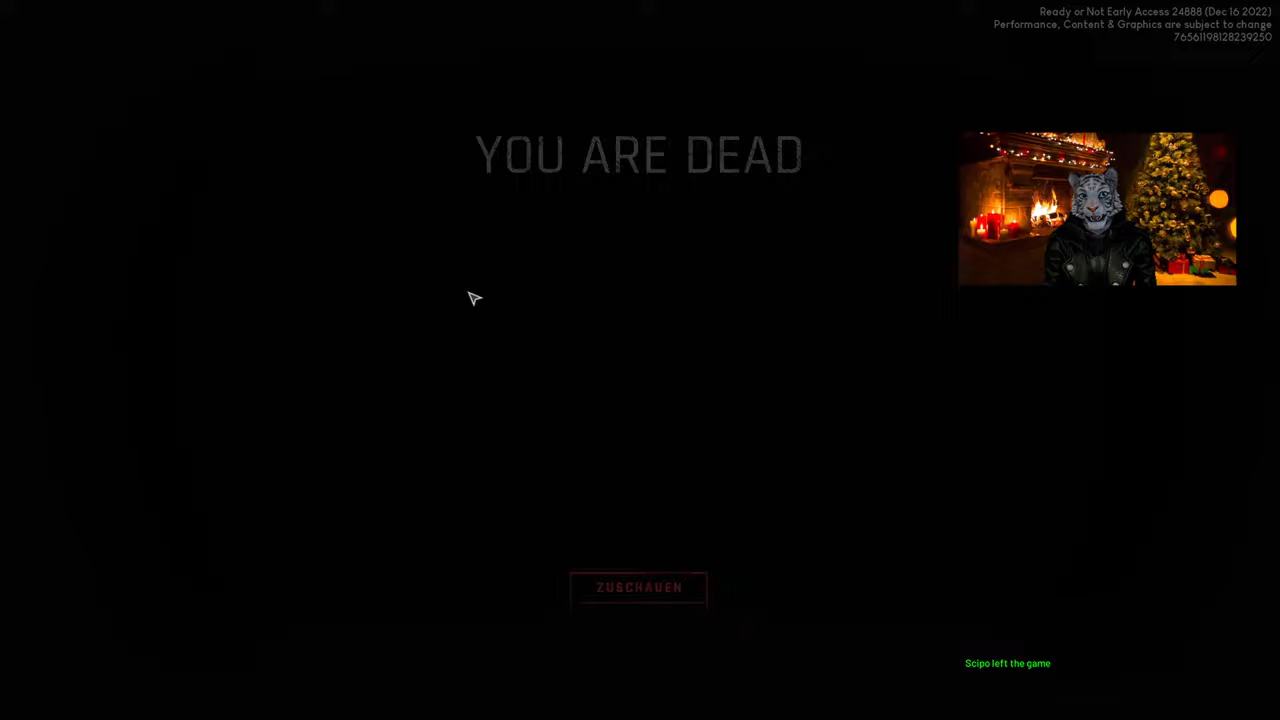 Ready or Not Early Access 24888 (Dec 16 2022)
Performance, Content & Graphics are subject to change
76561198128239250
YOU ARE DEAD
ZUSCHAUEN
Scipo left the game